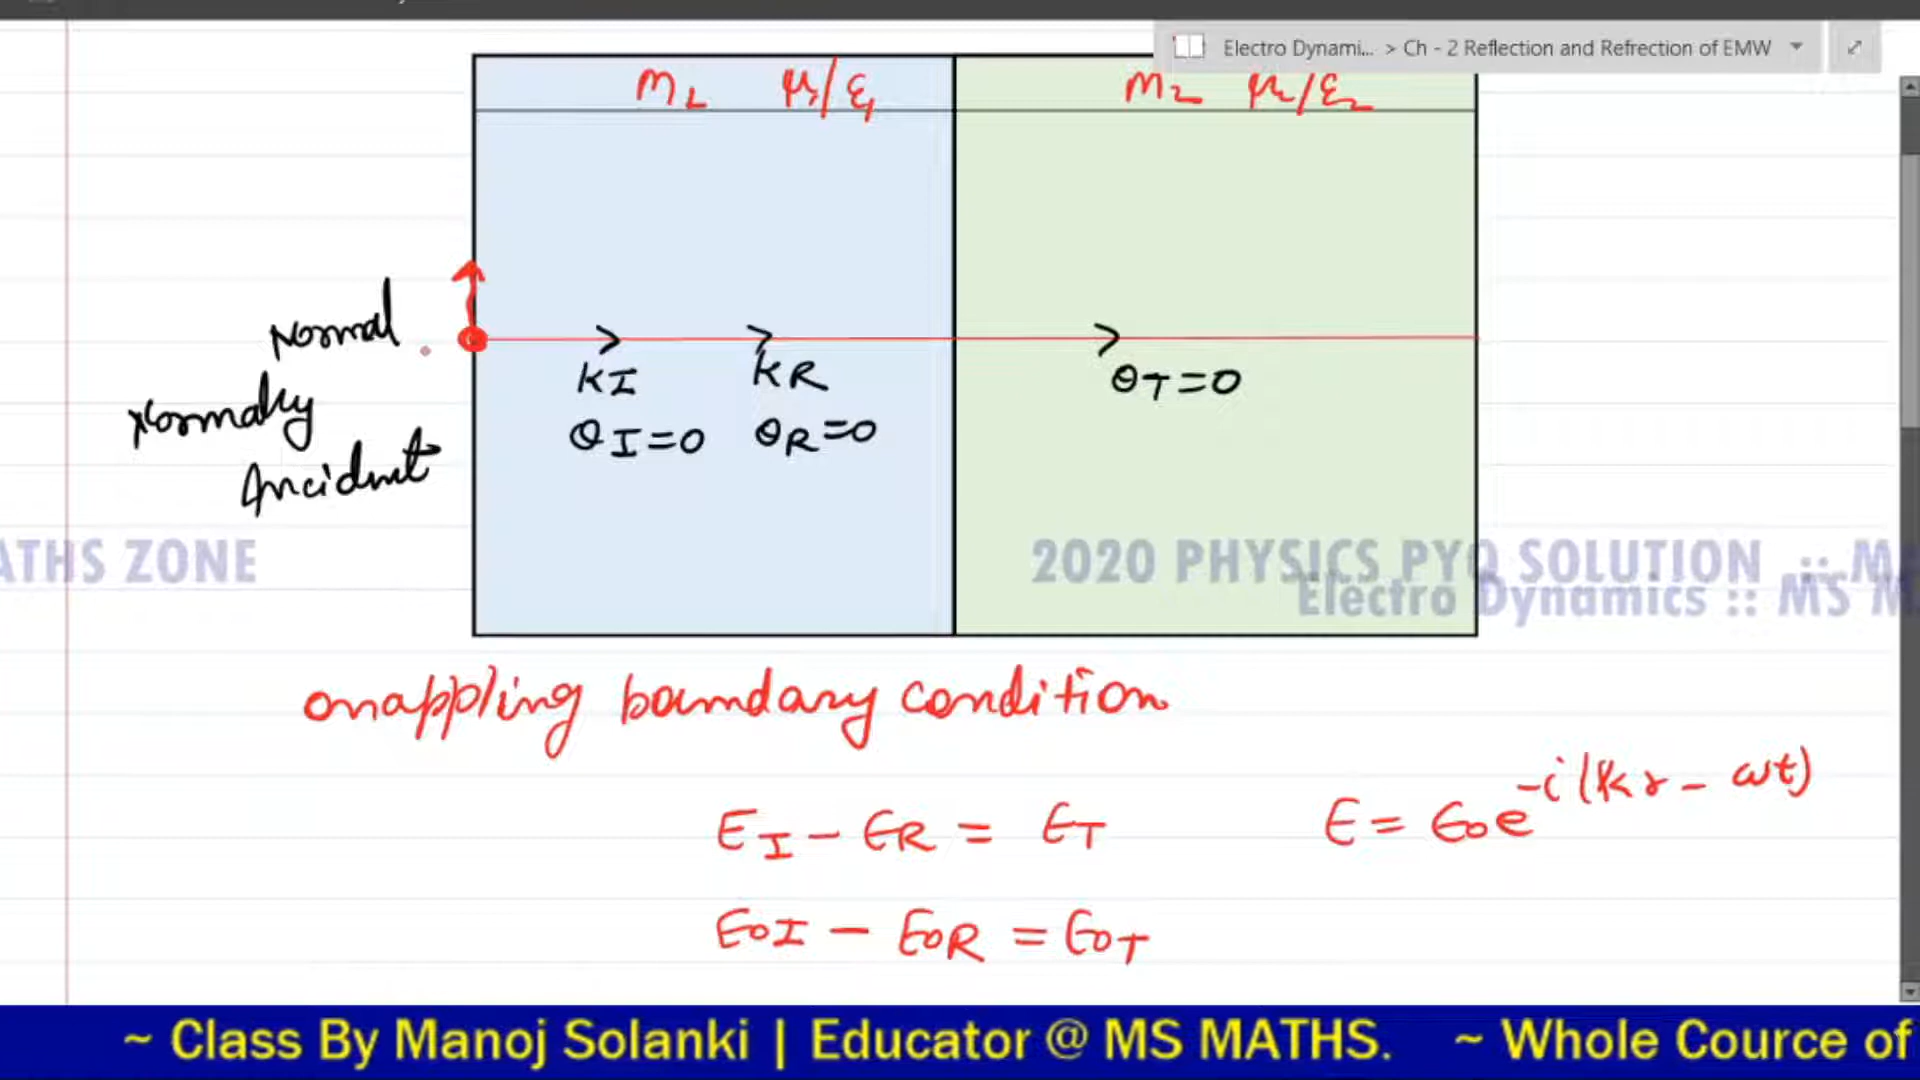 Electro Dynami... > Ch - 2 Reflection and Refrection of EMW
M1 μ1/ε1
M2 μ2/ε2
Normal
Normally
Incident
kI
kR
θI=0
θR=0
θT=0
ATHS ZONE
2020 PHYSICS PYQ SOLUTION :: M
Electro Dynamics :: MS M
onappling boundary condition
EI - ER = ET
E = E0e^-i(kr - ωt)
E0I - E0R = E0T
~ Class By Manoj Solanki | Educator @ MS MATHS. ~ Whole Cource of